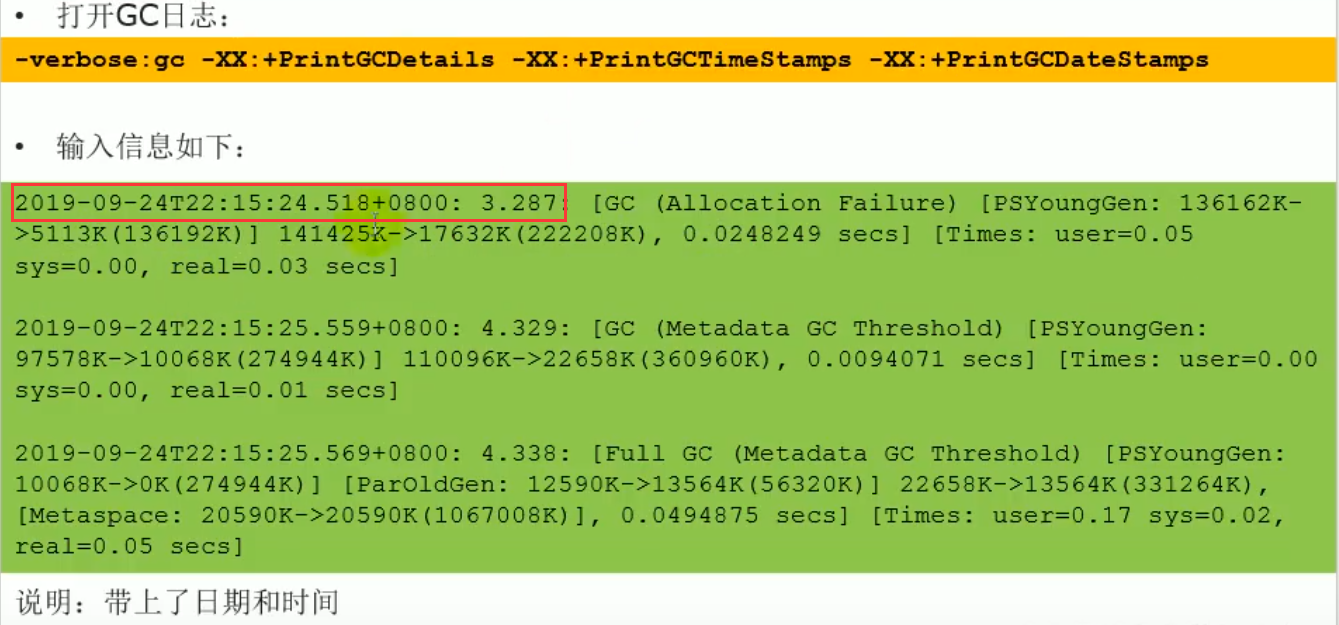 • 打开GC日志：
-verbose:gc -XX:+PrintGCDetails -XX:+PrintGCTimeStamps -XX:+PrintGCDateStamps
• 输入信息如下：
2019-09-24T22:15:24.518+0800: 3.287: [GC (Allocation Failure) [PSYoungGen: 136162K-
>5113K(136192K)] 141425K->17632K(222208K), 0.0248249 secs] [Times: user=0.05
sys=0.00, real=0.03 secs]
2019-09-24T22:15:25.559+0800: 4.329: [GC (Metadata GC Threshold) [PSYoungGen:
97578K->10068K(274944K)] 110096K->22658K(360960K), 0.0094071 secs] [Times: user=0.00
sys=0.00, real=0.01 secs]
2019-09-24T22:15:25.569+0800: 4.338: [Full GC (Metadata GC Threshold) [PSYoungGen:
10068K->0K(274944K)] [ParOldGen: 12590K->13564K(56320K)] 22658K->13564K(331264K),
[Metaspace: 20590K->20590K(1067008K)], 0.0494875 secs] [Times: user=0.17 sys=0.02,
real=0.05 secs]
说明：带上了日期和时间